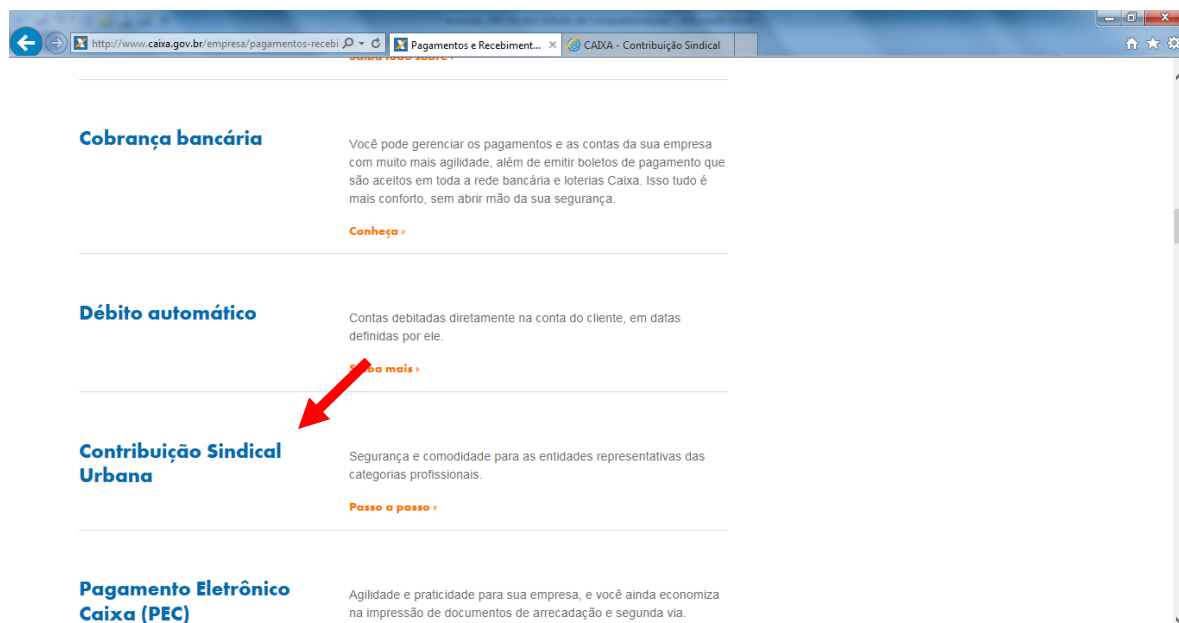 http://www.caixa.gov.br/empresa/pagamentos-recebi
Pagamentos e Recebiment...
CAIXA - Contribuição Sindical
Saiba tudo sobre ›
Cobrança bancária
Você pode gerenciar os pagamentos e as contas da sua empresa
com muito mais agilidade, além de emitir boletos de pagamento que
são aceitos em toda a rede bancária e loterias Caixa. Isso tudo é
mais conforto, sem abrir mão da sua segurança.
Conheça ›
Débito automático
Contas debitadas diretamente na conta do cliente, em datas
definidas por ele.
Saiba mais ›
Contribuição Sindical
Urbana
Segurança e comodidade para as entidades representativas das
categorias profissionais.
Passo a passo ›
Pagamento Eletrônico
Caixa (PEC)
Agilidade e praticidade para sua empresa, e você ainda economiza
na impressão de documentos de arrecadação e segunda via.